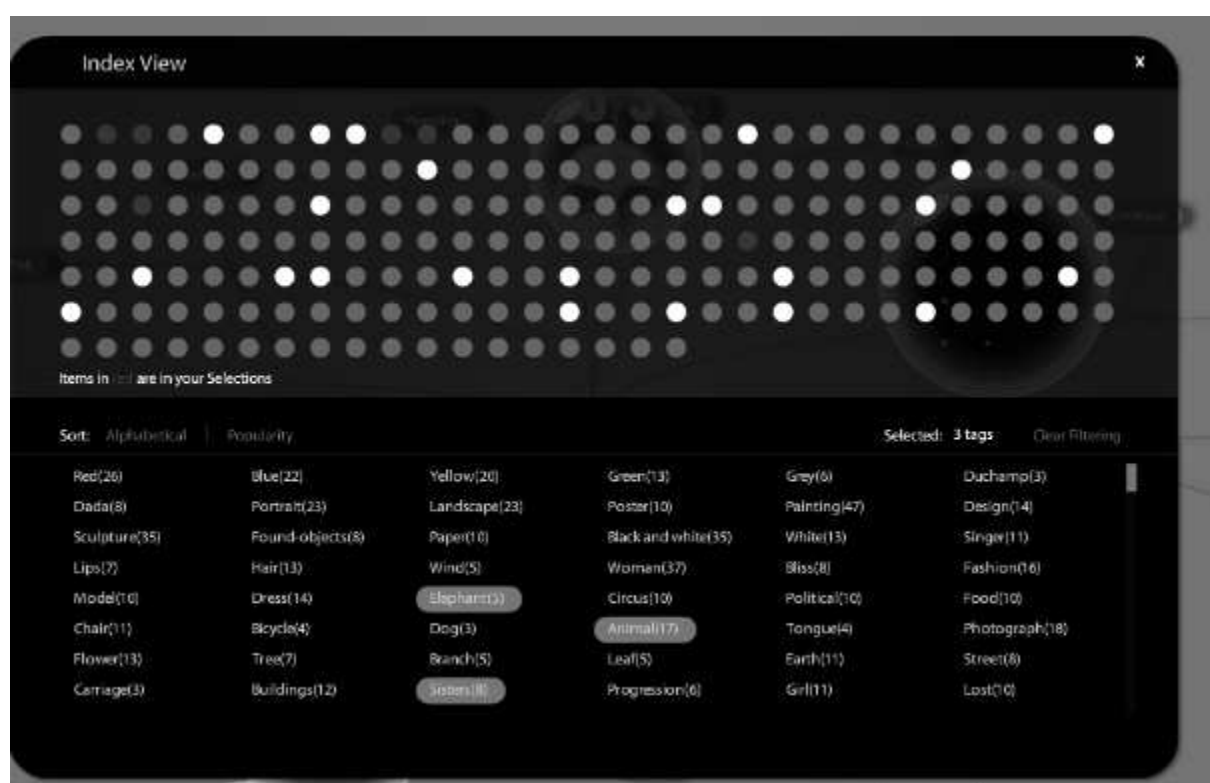 Index View x
Items in red are in your Selections
Sort: Alphabetical | Popularity Selected: 3 tags Clear Filtering
Red(26) Blue(22) Yellow(20) Green(13) Grey(6) Duchamp(3)
Dada(8) Portrait(23) Landscape(23) Poster(10) Painting(47) Design(14)
Sculpture(35) Found-objects(8) Paper(10) Black and white(35) White(13) Singer(11)
Lips(7) Hair(13) Wind(5) Woman(37) Bliss(8) Fashion(16)
Model(10) Dress(14) Elephant(5) Circus(10) Political(10) Food(10)
Chair(11) Bicycle(4) Dog(3) Animal(17) Tongue(4) Photograph(18)
Flower(13) Tree(7) Branch(5) Leaf(5) Earth(11) Street(8)
Carriage(3) Buildings(12) Sisters(8) Progression(6) Girl(11) Lost(10)